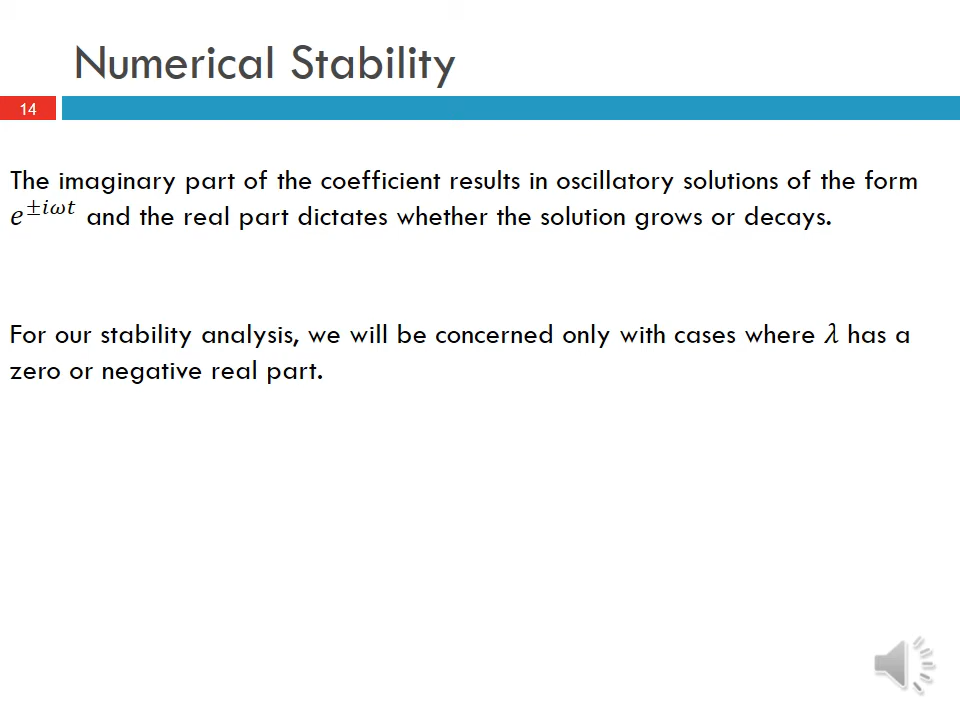 Numerical Stability
14
The imaginary part of the coefficient results in oscillatory solutions of the form
𝑒^{±𝑖𝜔𝑡} and the real part dictates whether the solution grows or decays.
For our stability analysis, we will be concerned only with cases where 𝜆 has a
zero or negative real part.